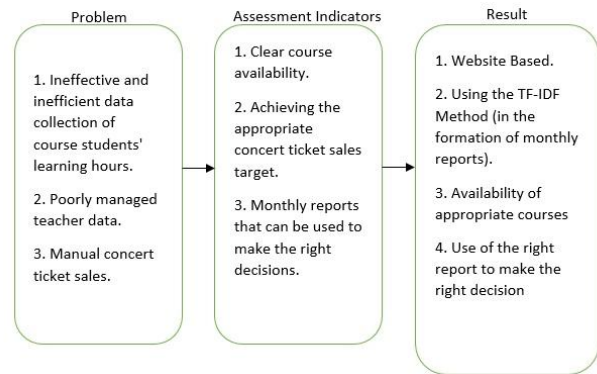 Problem
1. Ineffective and
inefficient data
collection of
course students'
learning hours.
2. Poorly managed
teacher data.
3. Manual concert
ticket sales.
Assessment Indicators
1. Clear course
availability.
2. Achieving the
appropriate
concert ticket sales
target.
3. Monthly reports
that can be used to
make the right
decisions.
Result
1. Website Based.
2. Using the TF-IDF
Method (in the
formation of monthly
reports).
3. Availability of
appropriate courses
4. Use of the right
report to make the
right decision